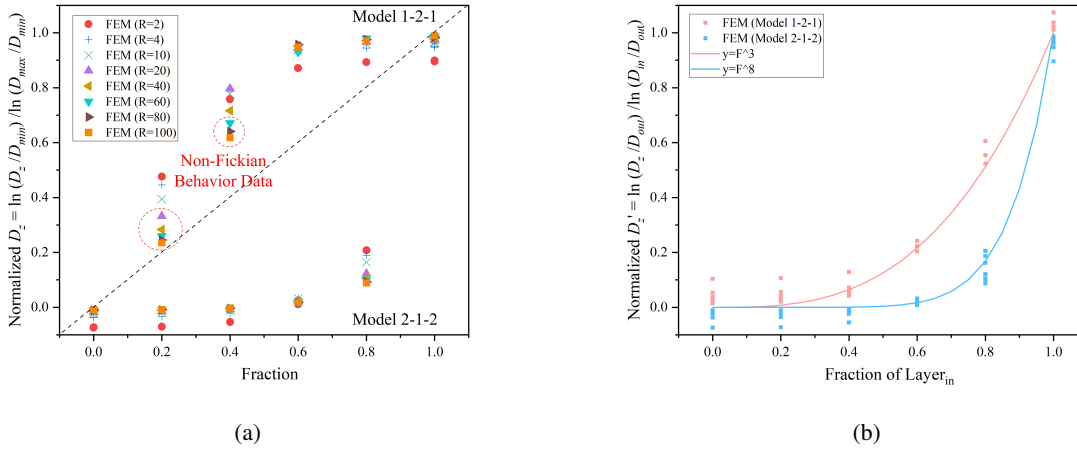 Normalized D_z = ln (D_z /D_min) /ln (D_max /D_min)
FEM (R=2)
FEM (R=4)
FEM (R=10)
FEM (R=20)
FEM (R=40)
FEM (R=60)
FEM (R=80)
FEM (R=100)
Model 1-2-1
Non-Fickian
Behavior Data
Model 2-1-2
1.0
0.8
0.6
0.4
0.2
0.0
0.0 0.2 0.4 0.6 0.8 1.0
Fraction
(a)
Normalized D_z' = ln (D_z /D_out) /ln (D_in /D_out)
FEM (Model 1-2-1)
FEM (Model 2-1-2)
y=F^3
y=F^8
1.0
0.8
0.6
0.4
0.2
0.0
0.0 0.2 0.4 0.6 0.8 1.0
Fraction of Layer_in
(b)